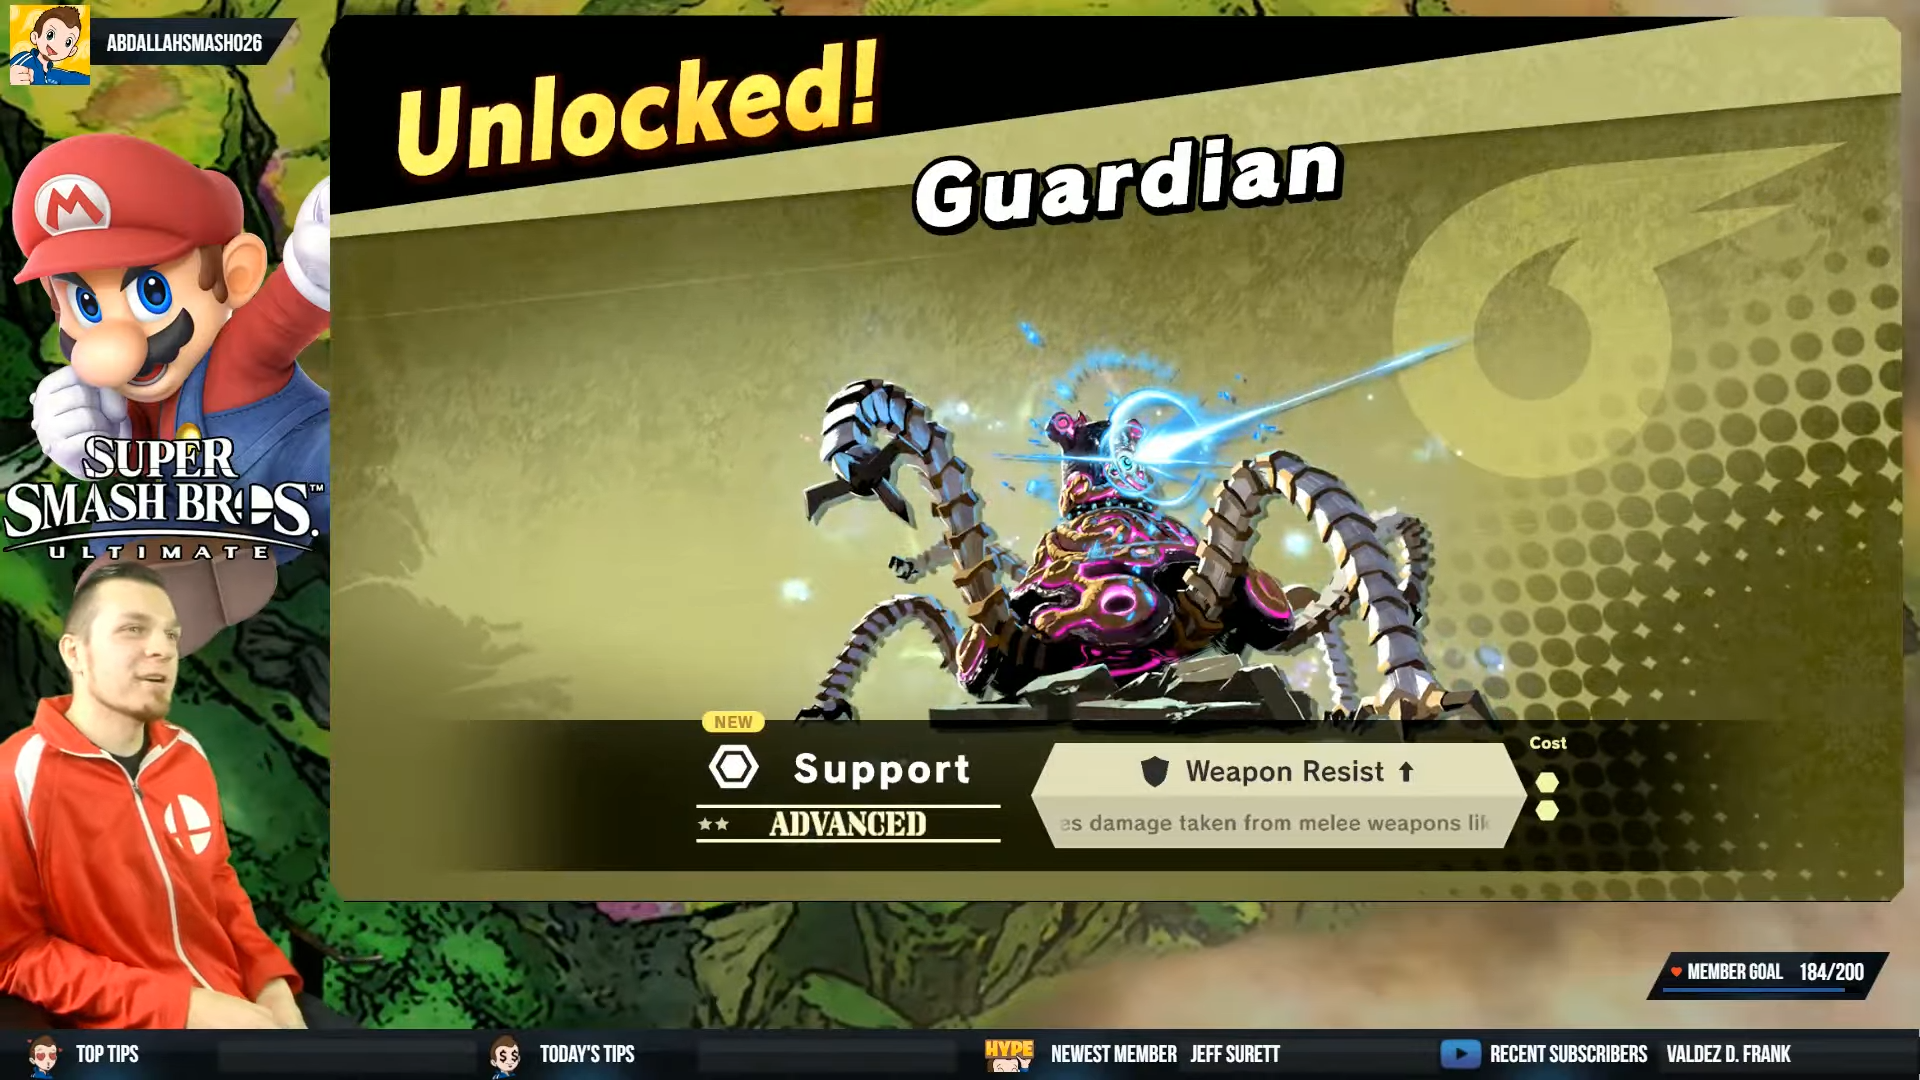 ABDALLAHSMASH026
Unlocked!
Guardian
M
SUPER
SMASH BROS.™
ULTIMATE
NEW
Support
ADVANCED
Weapon Resist ↑
es damage taken from melee weapons lik
Cost
MEMBER GOAL 184/200
TOP TIPS
TODAY'S TIPS
HYPE
NEWEST MEMBER JEFF SURETT
RECENT SUBSCRIBERS VALDEZ D. FRANK